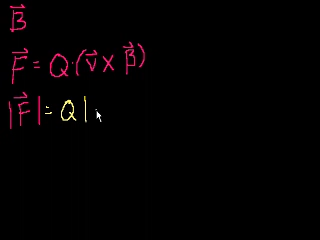 B⃗
F⃗ = Q·(v⃗ × B⃗)
|F⃗| = Q|